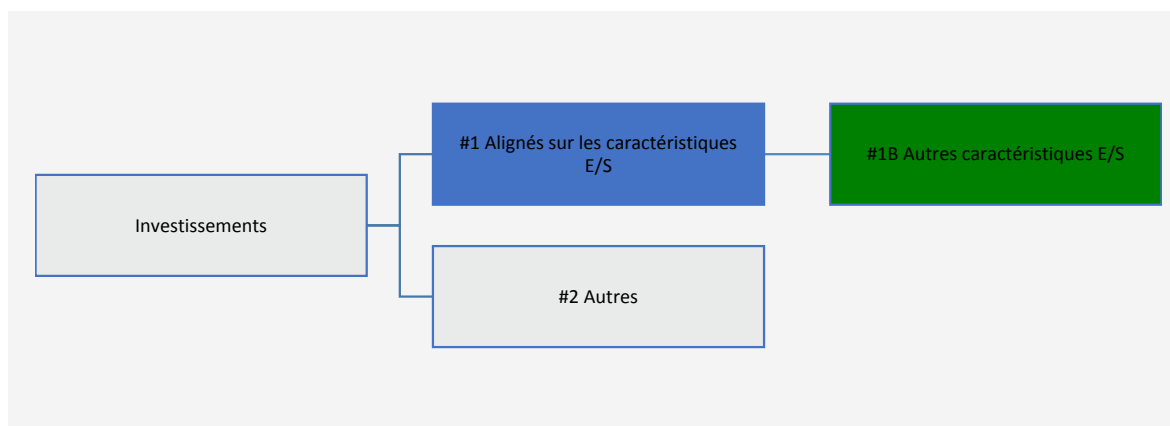 #1 Alignés sur les caractéristiques
E/S
#1B Autres caractéristiques E/S
Investissements
#2 Autres